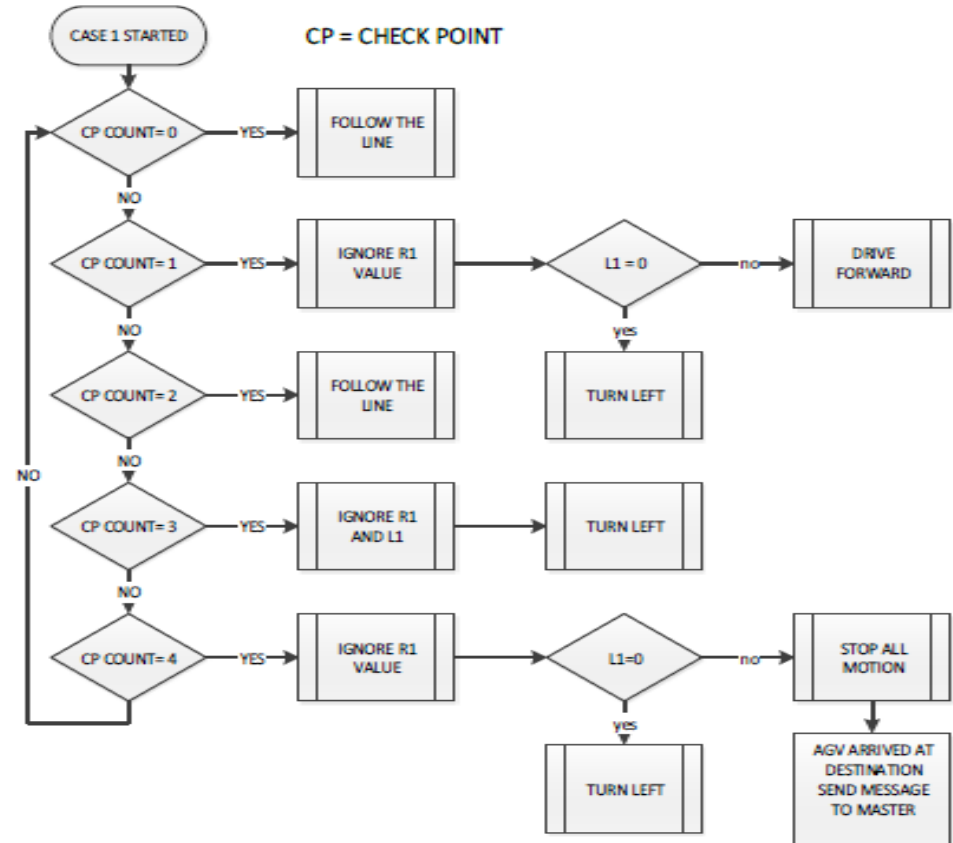 CASE 1 STARTED
CP = CHECK POINT
CP COUNT= 0
YES
FOLLOW THE
LINE
NO
CP COUNT= 1
YES
IGNORE R1
VALUE
L1 = 0
no
DRIVE
FORWARD
NO
yes
CP COUNT= 2
YES
FOLLOW THE
LINE
TURN LEFT
NO
NO
CP COUNT= 3
YES
IGNORE R1
AND L1
TURN LEFT
NO
CP COUNT= 4
YES
IGNORE R1
VALUE
L1=0
no
STOP ALL
MOTION
yes
TURN LEFT
AGV ARRIVED AT
DESTINATION
SEND MESSAGE
TO MASTER